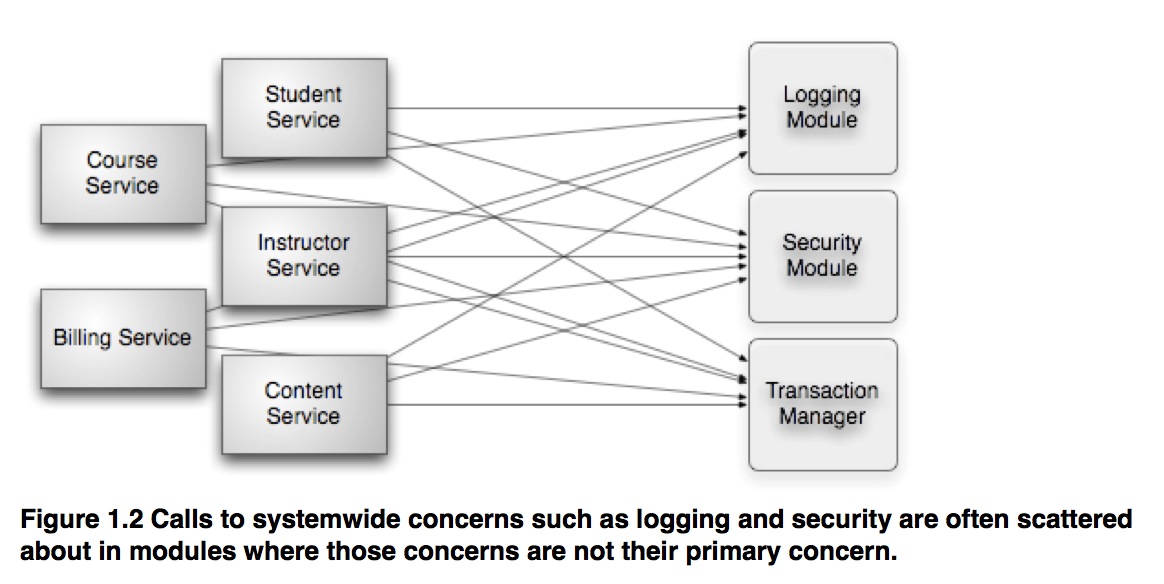 Student
Service
Course
Service
Instructor
Service
Billing Service
Content
Service
Logging
Module
Security
Module
Transaction
Manager
Figure 1.2 Calls to systemwide concerns such as logging and security are often scattered
about in modules where those concerns are not their primary concern.